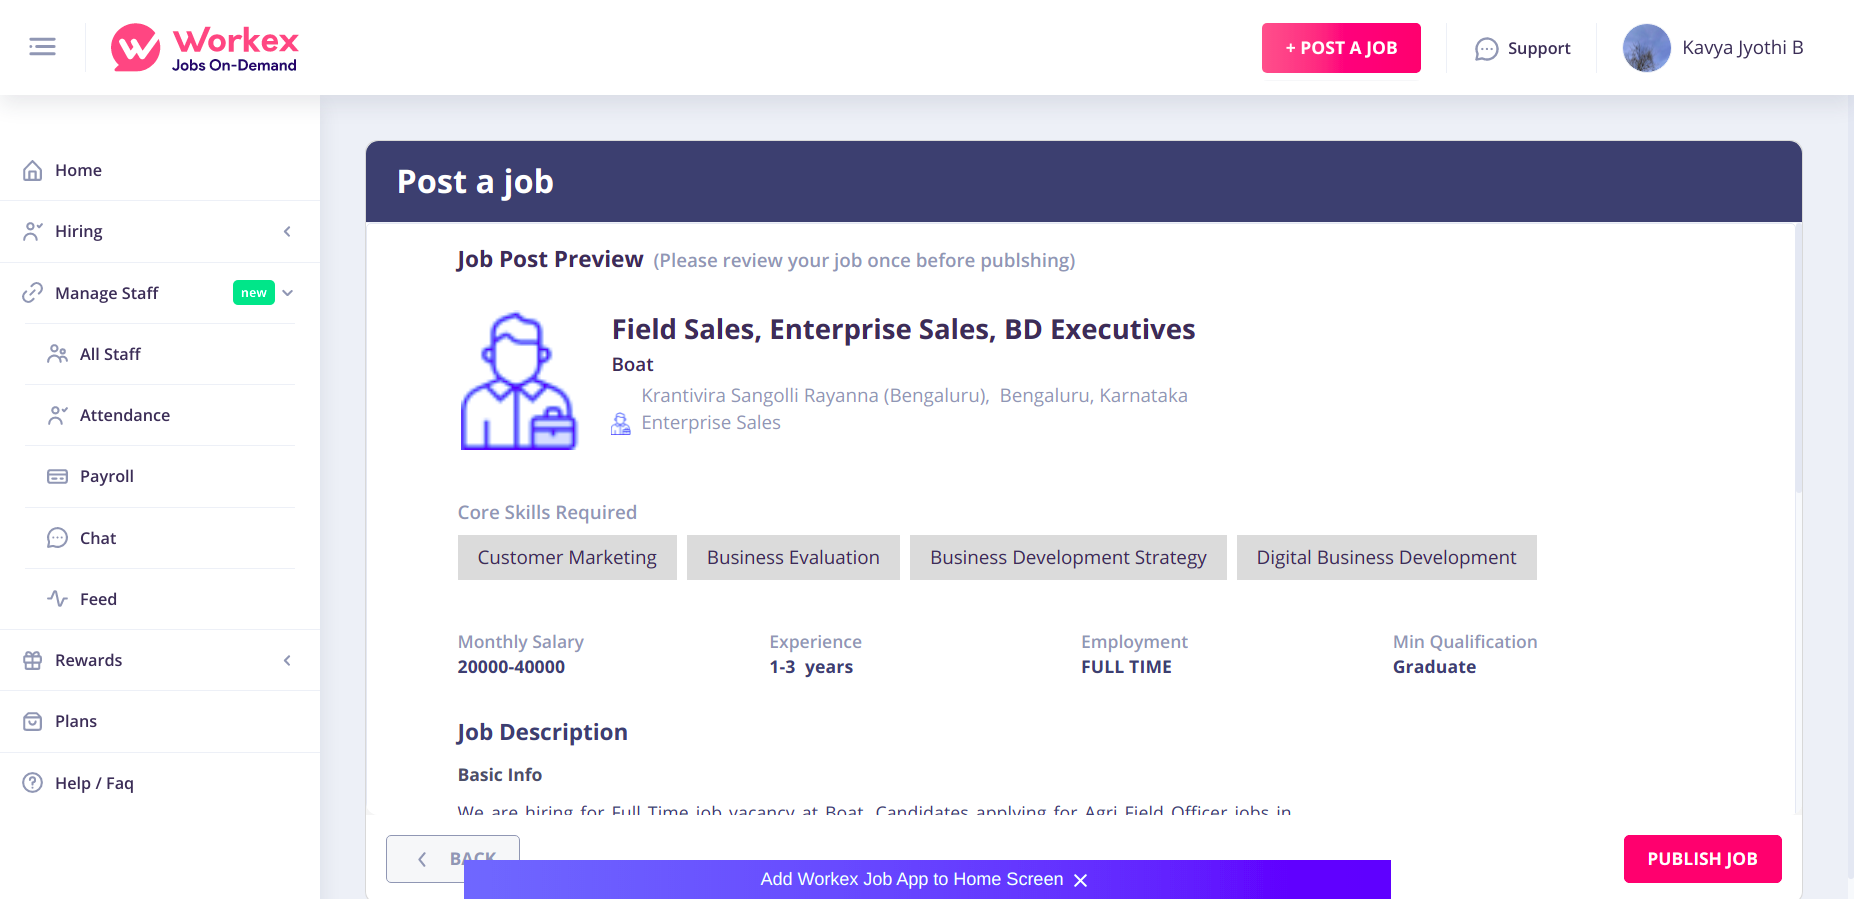 Workex
Jobs On-Demand
+ POST A JOB
Support
Kavya Jyothi B
Home
Hiring
Manage Staff new
All Staff
Attendance
Payroll
Chat
Feed
Rewards
Plans
Help / Faq
Post a job
Job Post Preview (Please review your job once before publshing)
Field Sales, Enterprise Sales, BD Executives
Boat
Krantivira Sangolli Rayanna (Bengaluru), Bengaluru, Karnataka
Enterprise Sales
Core Skills Required
Customer Marketing Business Evaluation Business Development Strategy Digital Business Development
Monthly Salary Experience Employment Min Qualification
20000-40000 1-3 years FULL TIME Graduate
Job Description
Basic Info
We are hiring for Full Time job vacancy at Boat. Candidates applying for Agri Field Officer jobs in
BACK
PUBLISH JOB
Add Workex Job App to Home Screen